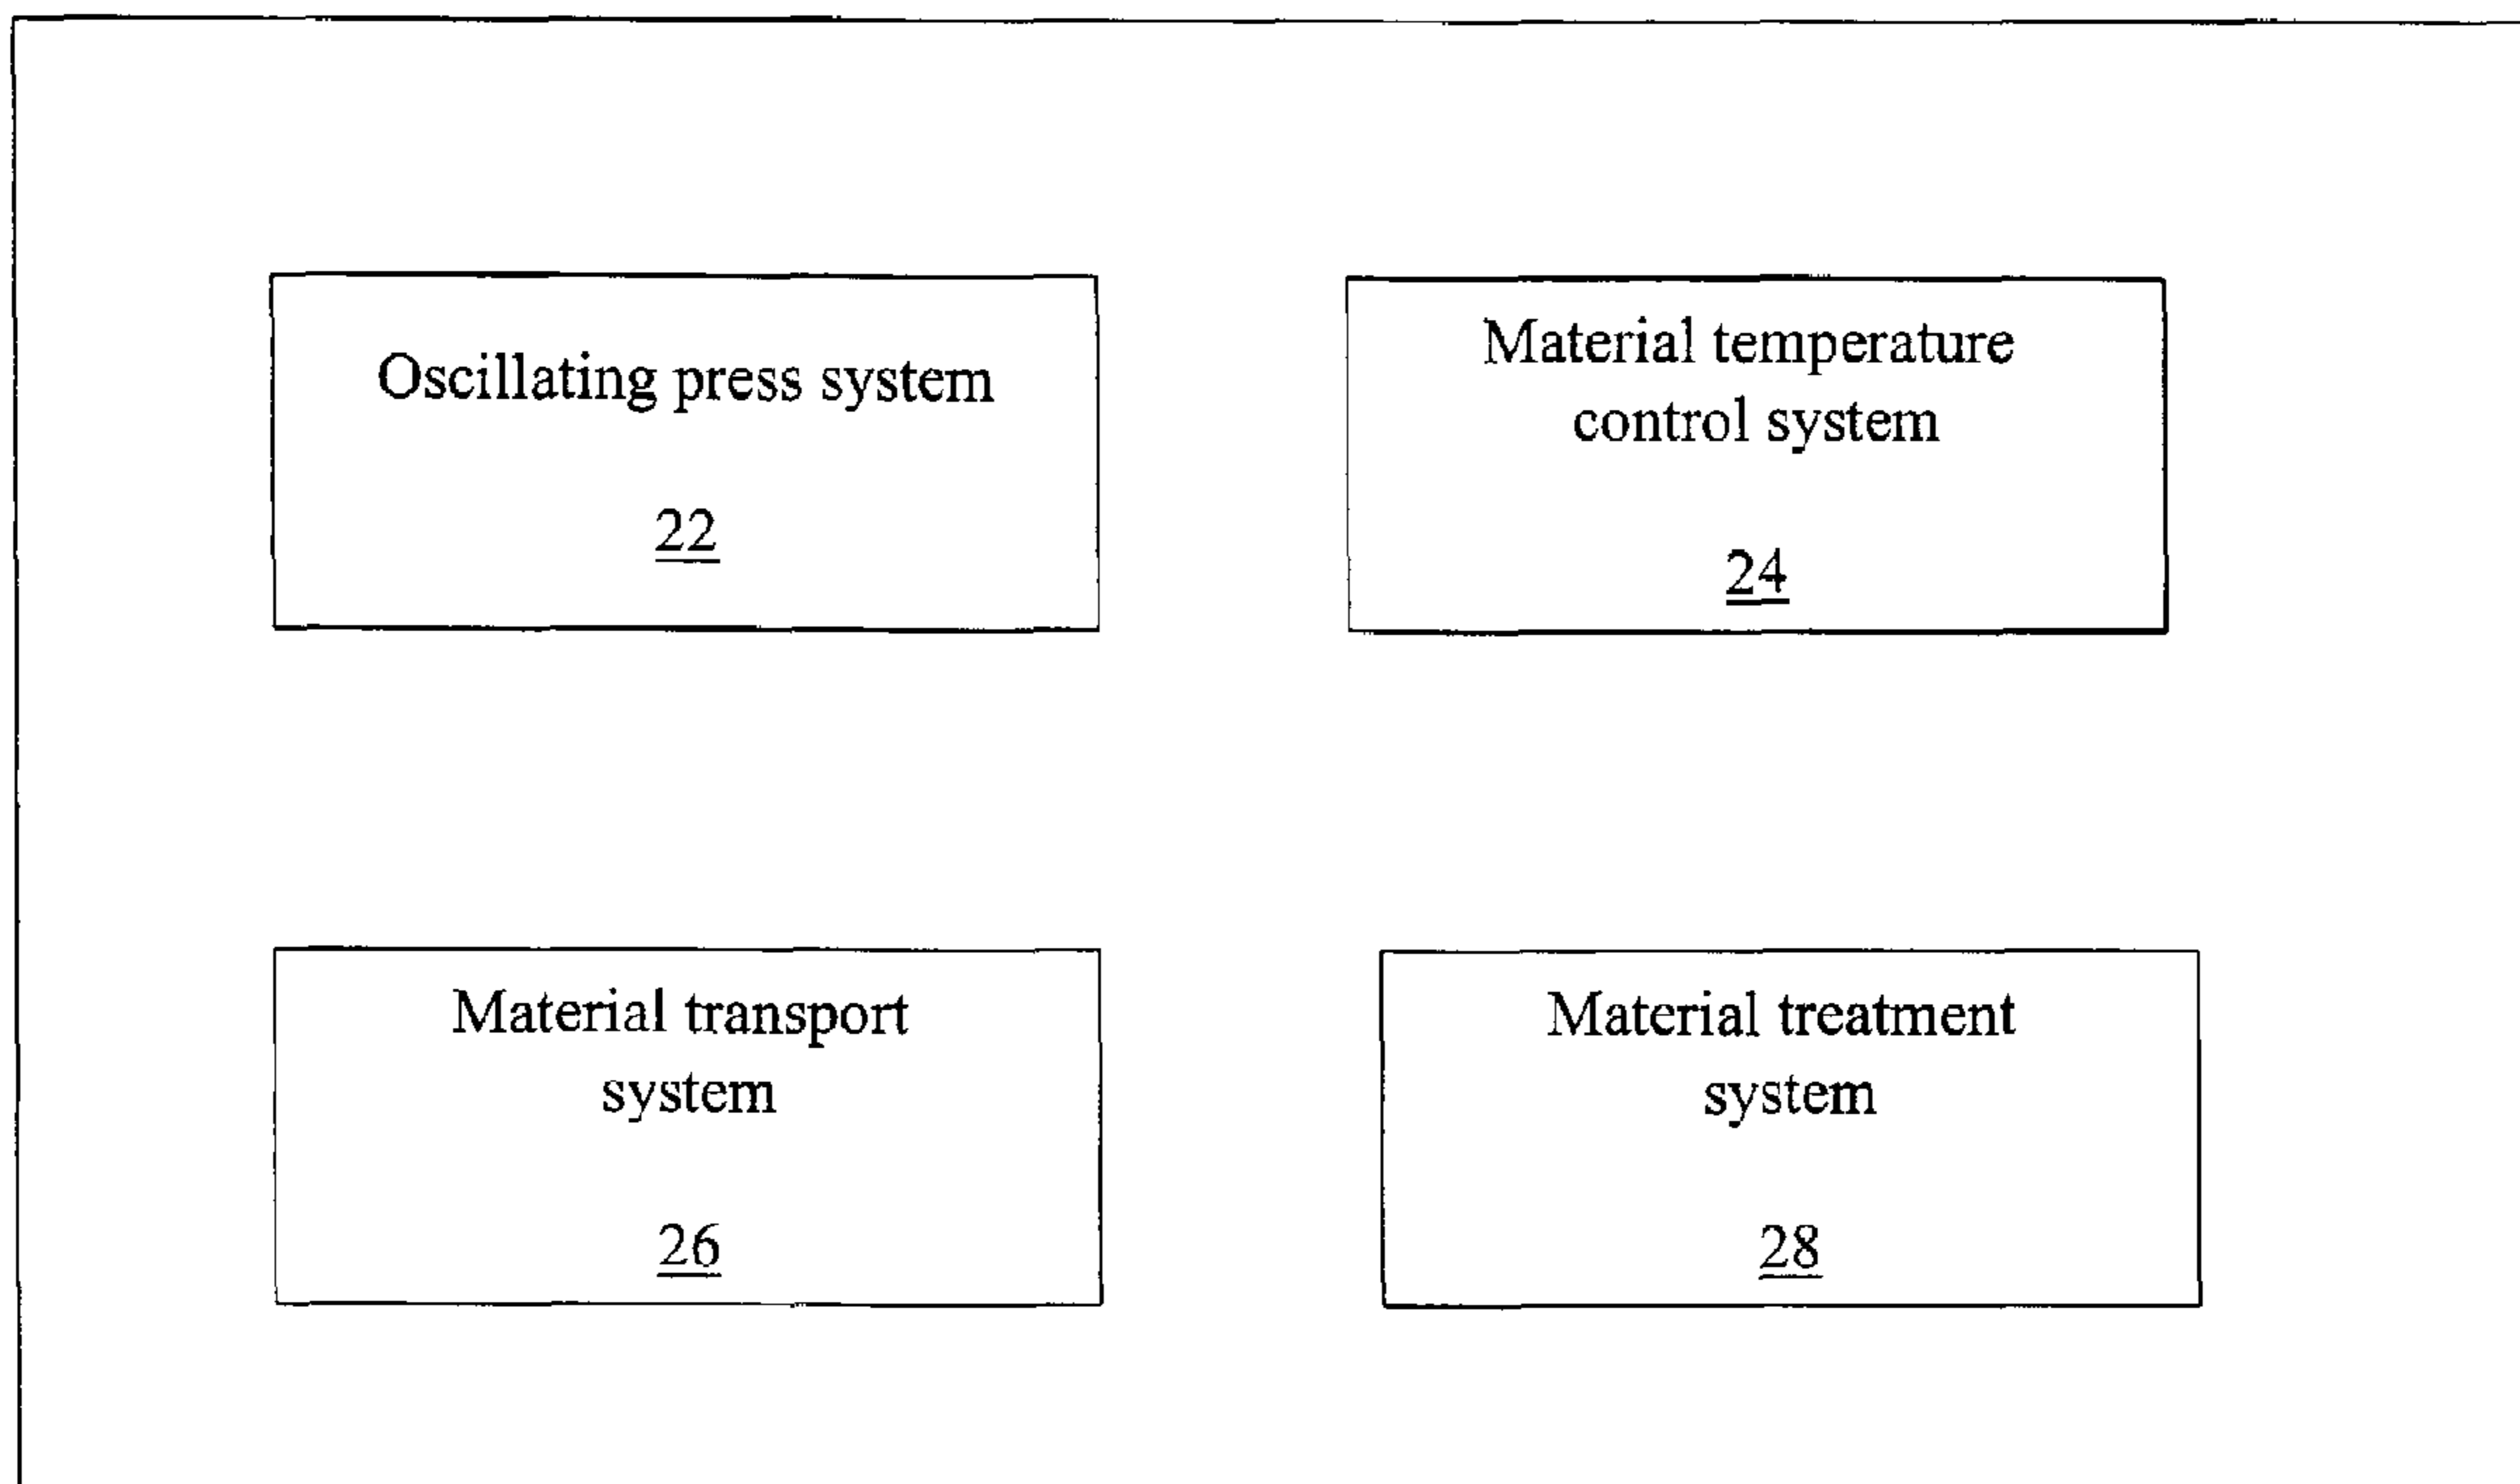 Oscillating press system
22
Material temperature
control system
24
Material transport
system
26
Material treatment
system
28